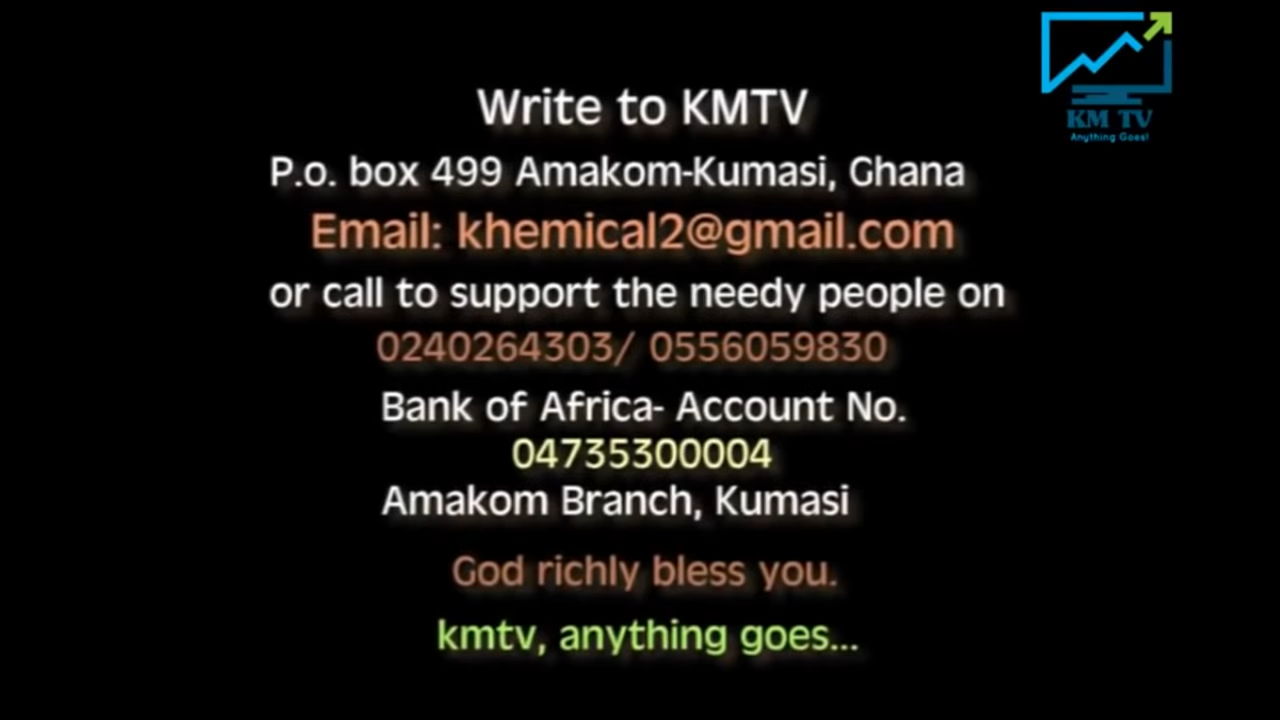 KM TV
Anything Goes!
Write to KMTV
P.o. box 499 Amakom-Kumasi, Ghana
Email: khemical2@gmail.com
or call to support the needy people on
0240264303/ 0556059830
Bank of Africa- Account No.
04735300004
Amakom Branch, Kumasi
God richly bless you.
kmtv, anything goes...